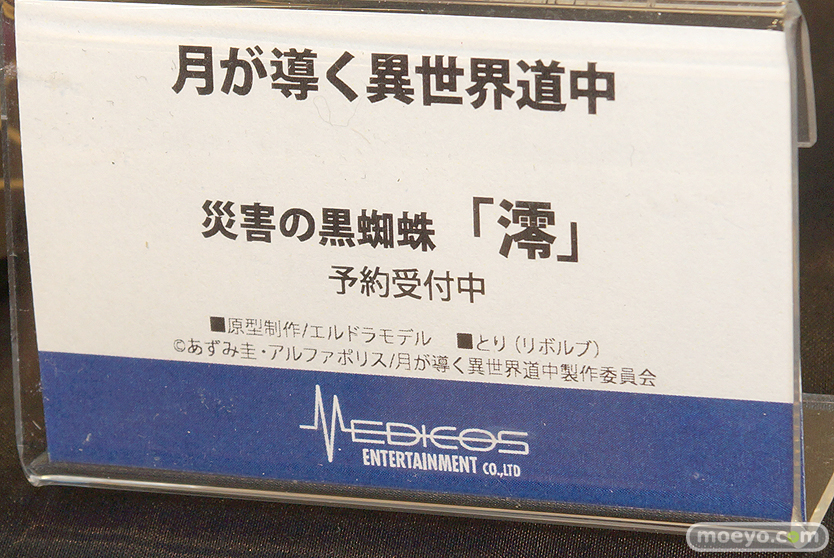 月が導く異世界道中
災害の黒蜘蛛「澪」
予約受付中
■原型制作/エルドラモデル ■とり（リボルブ）
©あずみ圭・アルファポリス/月が導く異世界道中製作委員会
MEDICOS
ENTERTAINMENT CO.,LTD
moeyo.com